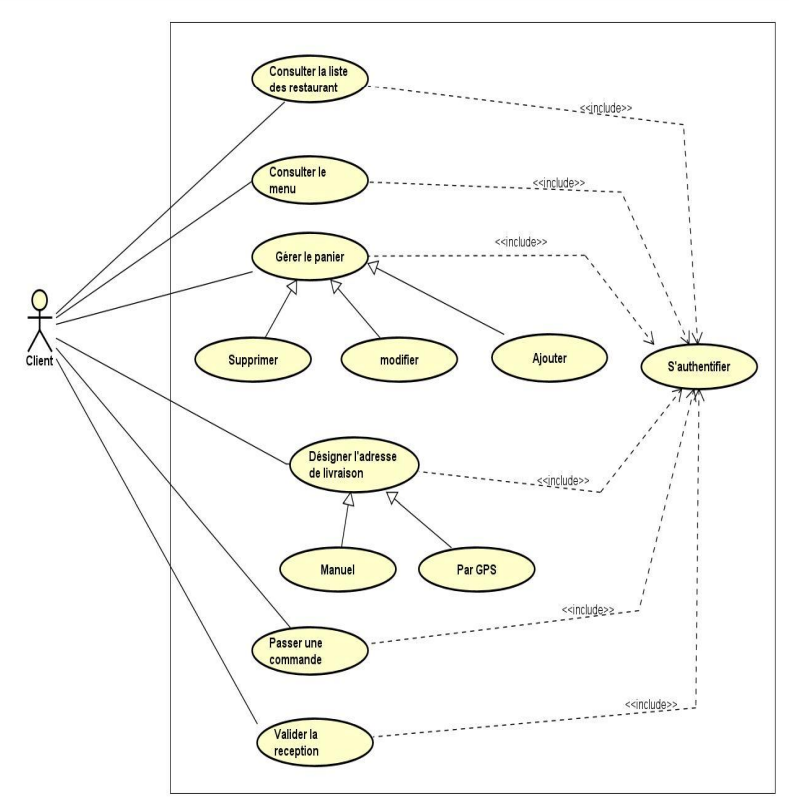 Consulter la liste
des restaurant
<<include>>
Consulter le
menu
<<include>>
Gérer le panier
<<include>>
Client
Supprimer
modifier
Ajouter
S'authentifier
Désigner l'adresse
de livraison
<<include>>
Manuel
Par GPS
<<include>>
Passer une
commande
<<include>>
Valider la
reception